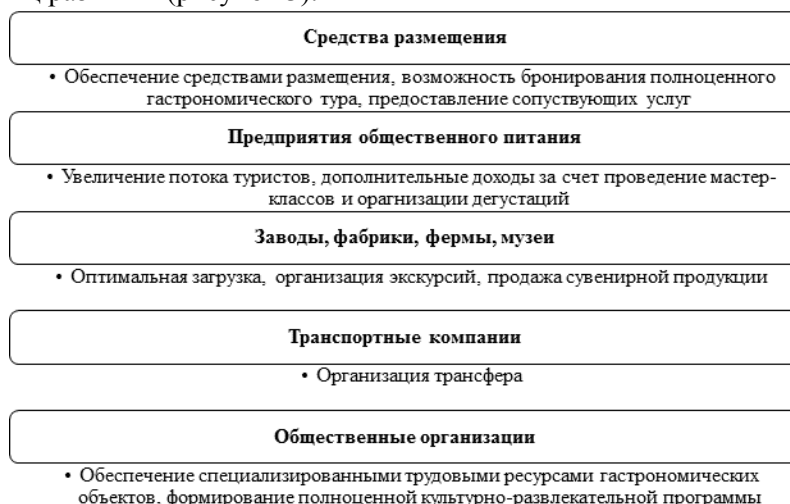 Средства размещения
• Обеспечение средствами размещения, возможность бронирования полноценного
гастрономического тура, предоставление сопуствующих услуг
Предприятия общественного питания
• Увеличение потока туристов, дополнительные доходы за счет проведение мастер-
классов и орагнизации дегустаций
Заводы, фабрики, фермы, музеи
• Оптимальная загрузка, организация экскурсий, продажа сувенирной продукции
Транспортные компании
• Организация трансфера
Общественные организации
• Обеспечение специализированными трудовыми ресурсами гастрономических
объектов, формирование полноценной культурно-развлекательной программы